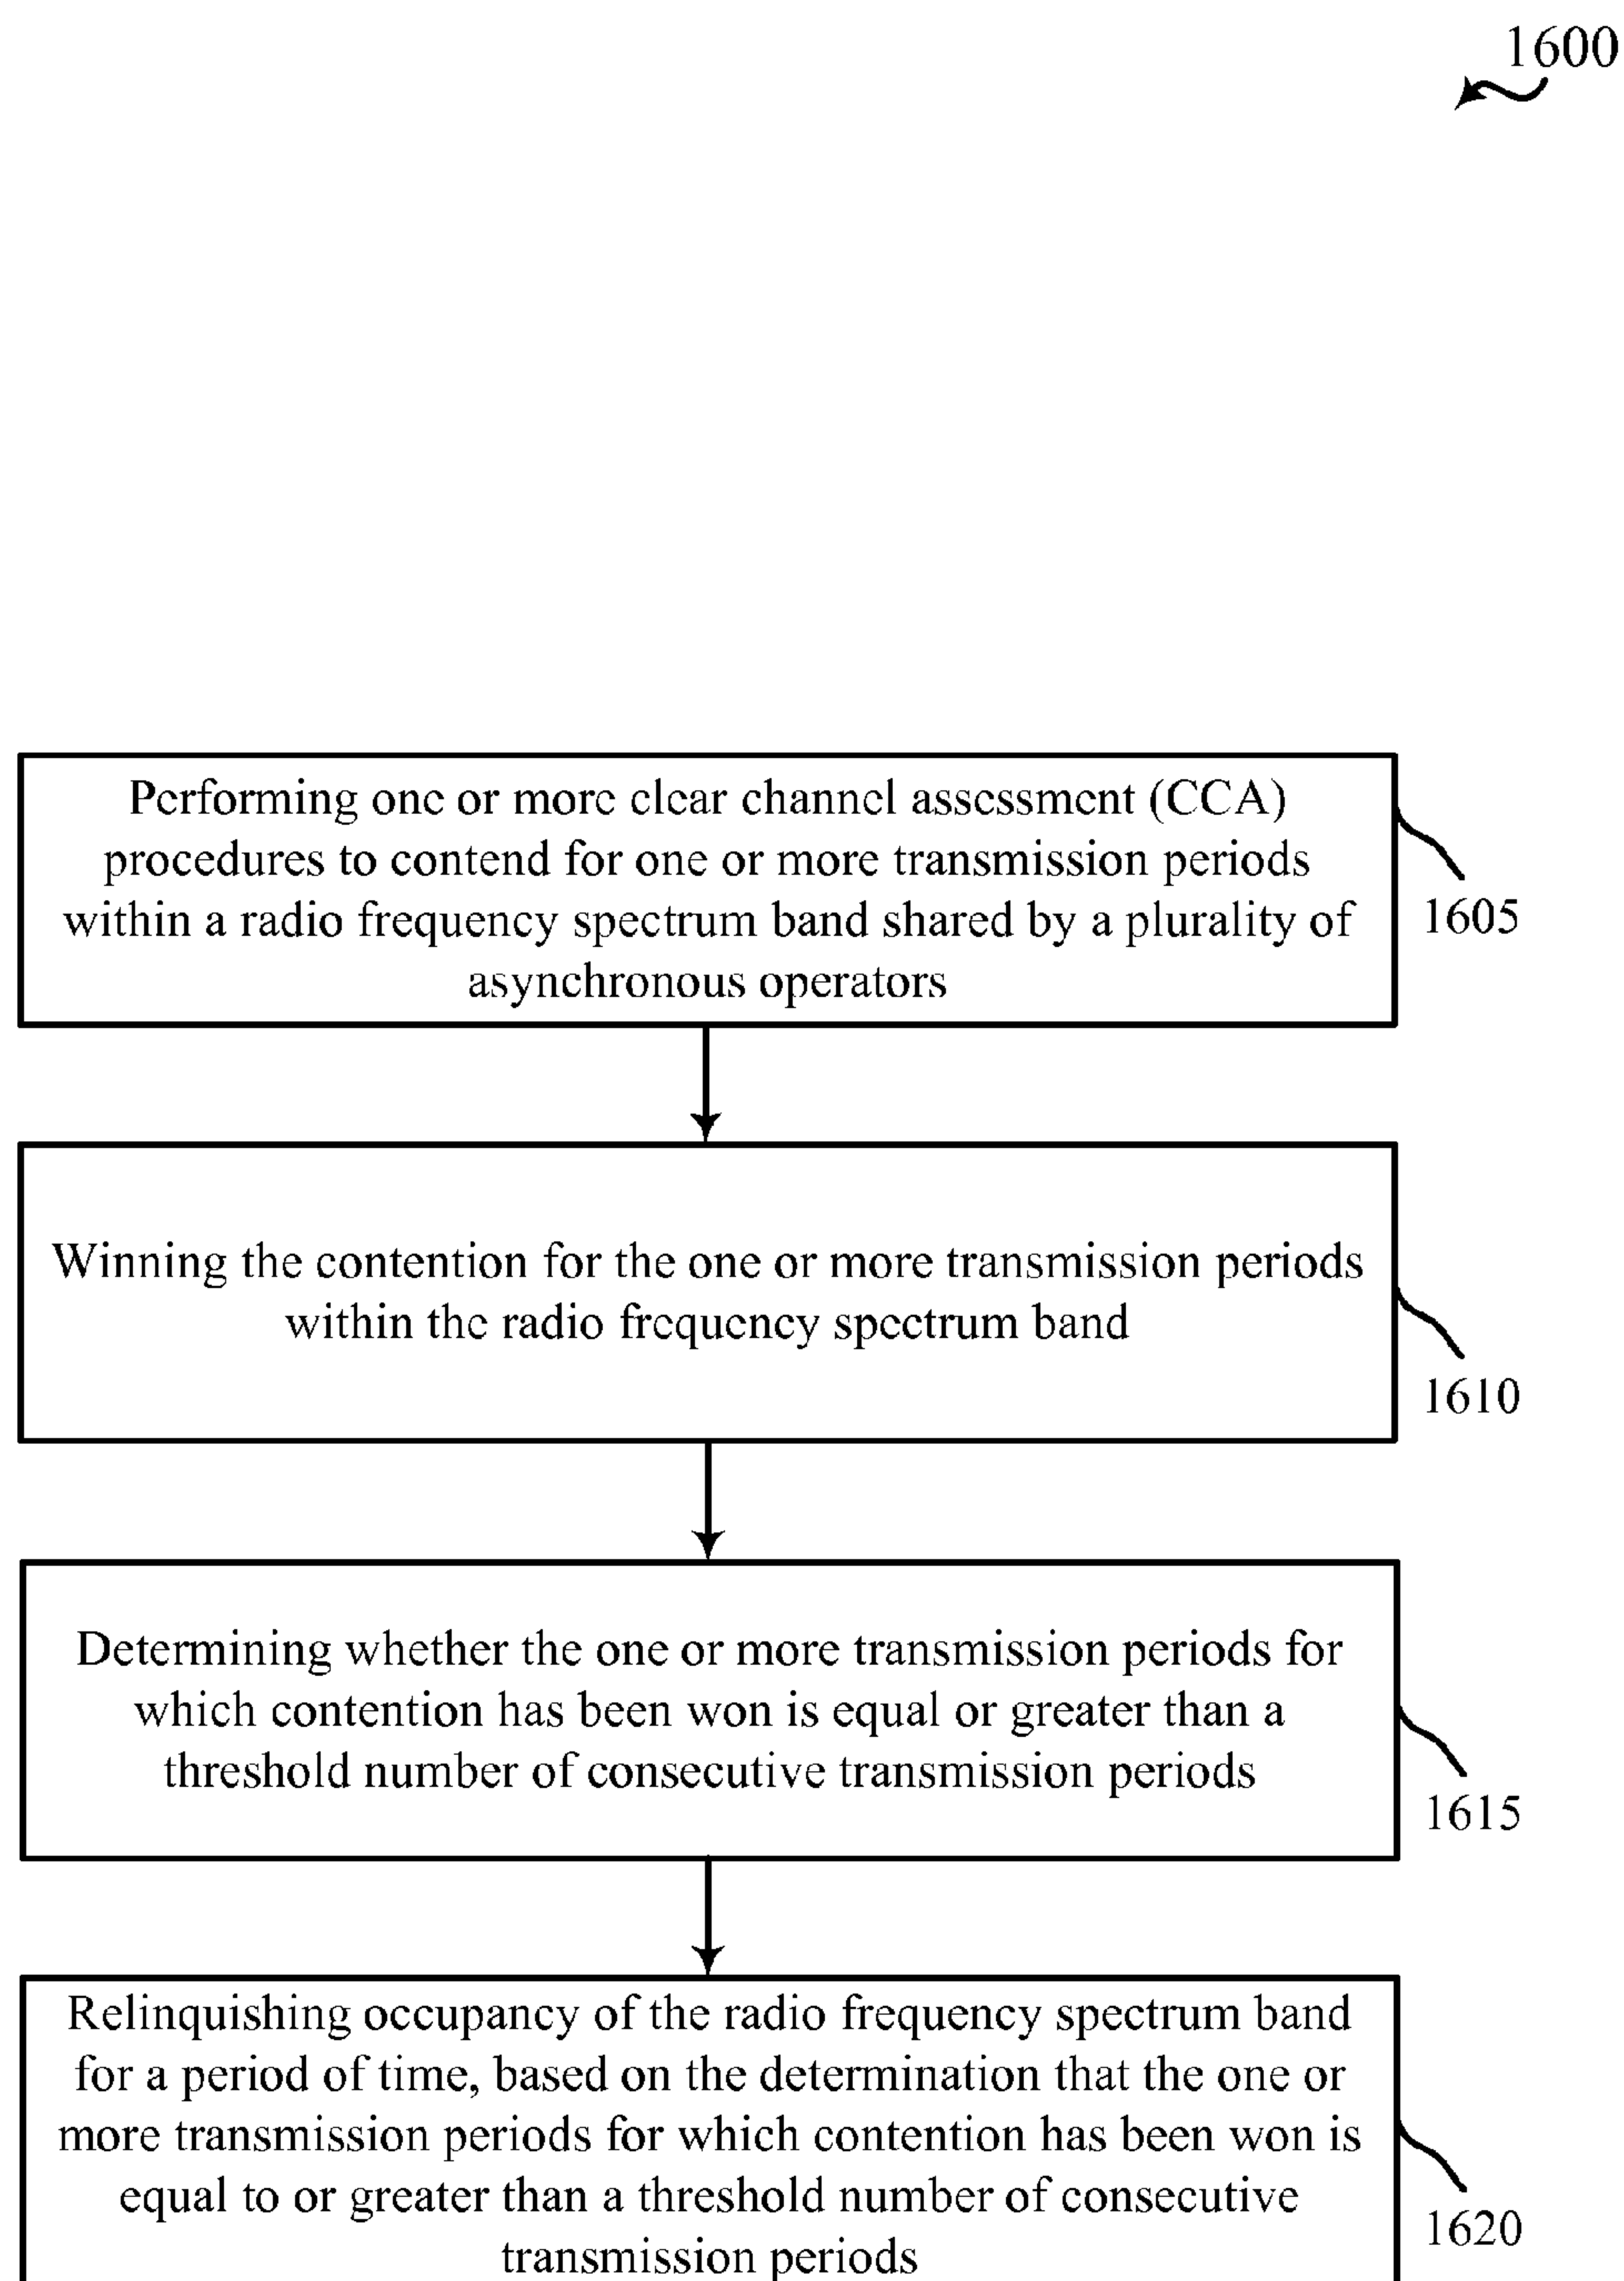 1600
Performing one or more clear channel assessment (CCA)
procedures to contend for one or more transmission periods
within a radio frequency spectrum band shared by a plurality of
asynchronous operators
1605
Winning the contention for the one or more transmission periods
within the radio frequency spectrum band
1610
Determining whether the one or more transmission periods for
which contention has been won is equal or greater than a
threshold number of consecutive transmission periods
1615
Relinquishing occupancy of the radio frequency spectrum band
for a period of time, based on the determination that the one or
more transmission periods for which contention has been won is
equal to or greater than a threshold number of consecutive
transmission periods
1620